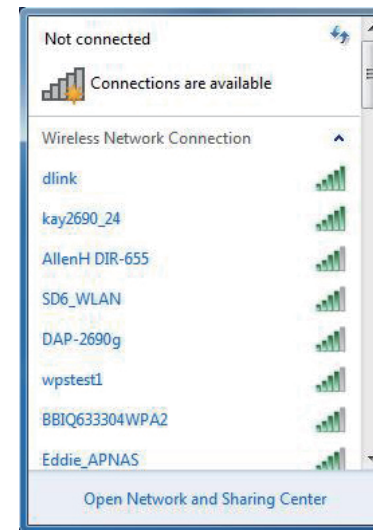 Not connected
Connections are available
Wireless Network Connection
dlink
kay2690_24
AllenH DIR-655
SD6_WLAN
DAP-2690g
wpstest1
BBIQ633304WPA2
Eddie_APNAS
Open Network and Sharing Center